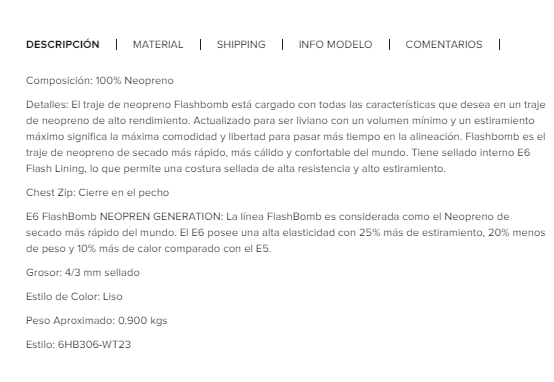 DESCRIPCIÓN | MATERIAL | SHIPPING | INFO MODELO | COMENTARIOS |
Composición: 100% Neopreno
Detalles: El traje de neopreno Flashbomb está cargado con todas las características que desea en un traje
de neopreno de alto rendimiento. Actualizado para ser liviano con un volumen mínimo y un estiramiento
máximo significa la máxima comodidad y libertad para pasar más tiempo en la alineación. Flashbomb es el
traje de neopreno de secado más rápido, más cálido y confortable del mundo. Tiene sellado interno E6
Flash Lining, lo que permite una costura sellada de alta resistencia y alto estiramiento.
Chest Zip: Cierre en el pecho
E6 FlashBomb NEOPREN GENERATION: La línea FlashBomb es considerada como el Neopreno de
secado más rápido del mundo. El E6 posee una alta elasticidad con 25% más de estiramiento, 20% menos
de peso y 10% más de calor comparado con el E5.
Grosor: 4/3 mm sellado
Estilo de Color: Liso
Peso Aproximado: 0.900 kgs
Estilo: 6HB306-WT23